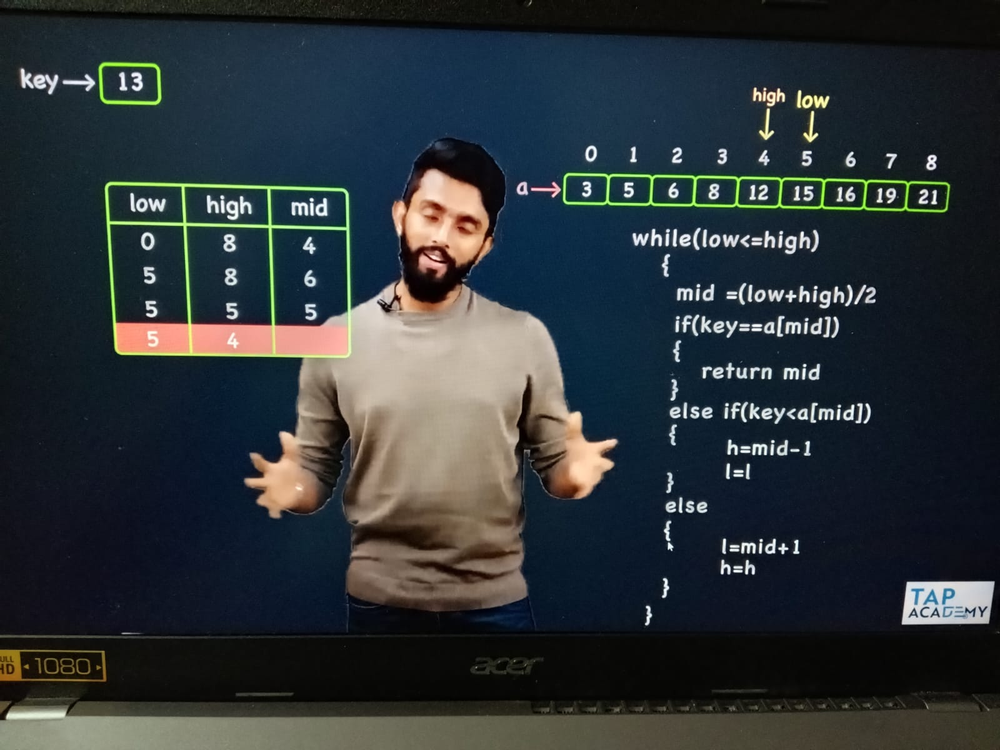 key→ 13
high low
0 1 2 3 4 5 6 7 8
a→ 3 5 6 8 12 15 16 19 21
low high mid
0 8 4
5 8 6
5 5 5
5 4
while(low<=high)
{
mid =(low+high)/2
if(key==a[mid])
{
return mid
}
else if(key<a[mid])
{
h=mid-1
l=l
}
else
{
l=mid+1
h=h
}
}
TAP
ACADEMY
FULL
HD 1080
acer